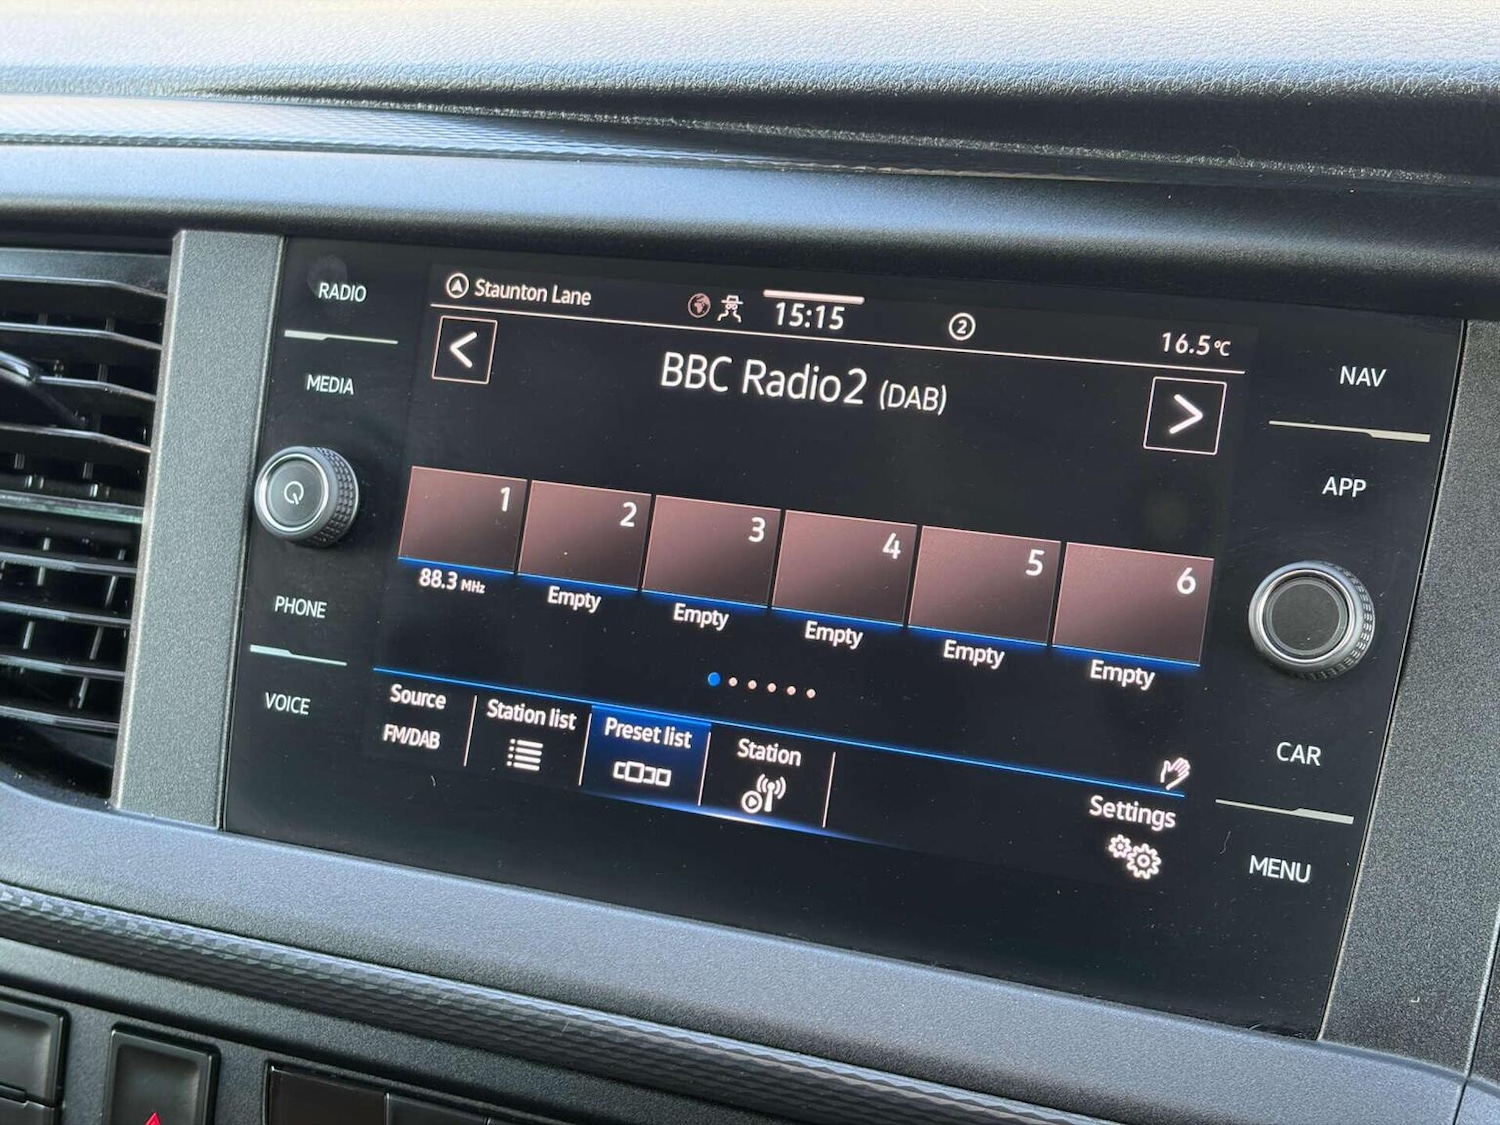 RADIO
MEDIA
PHONE
VOICE
Staunton Lane
15:15
2
16.5°C
BBC Radio2 (DAB)
1
2
3
4
5
6
88.3 MHz
Empty
Empty
Empty
Empty
Empty
Source
FM/DAB
Station list
Preset list
Station
Settings
NAV
APP
CAR
MENU